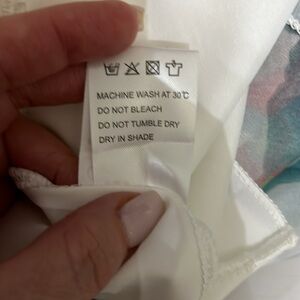 MACHINE WASH AT 30℃
DO NOT BLEACH
DO NOT TUMBLE DRY
DRY IN SHADE